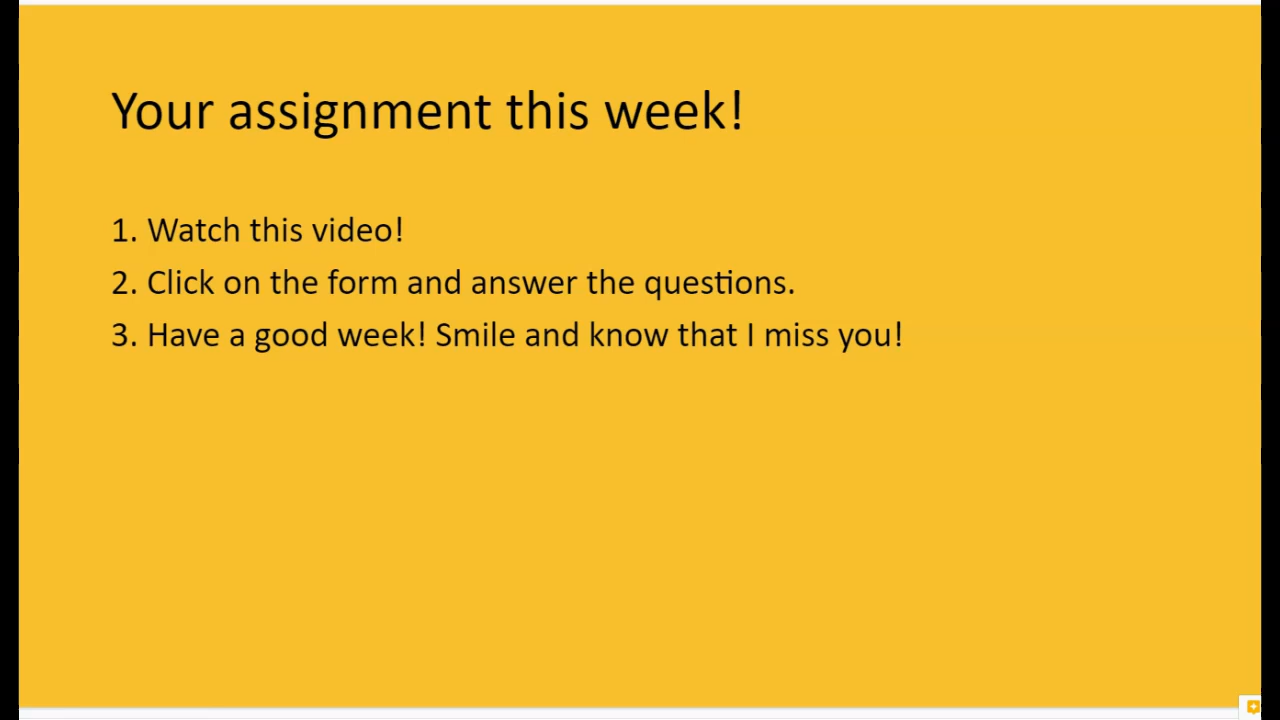 Your assignment this week!
1. Watch this video!
2. Click on the form and answer the questions.
3. Have a good week! Smile and know that I miss you!